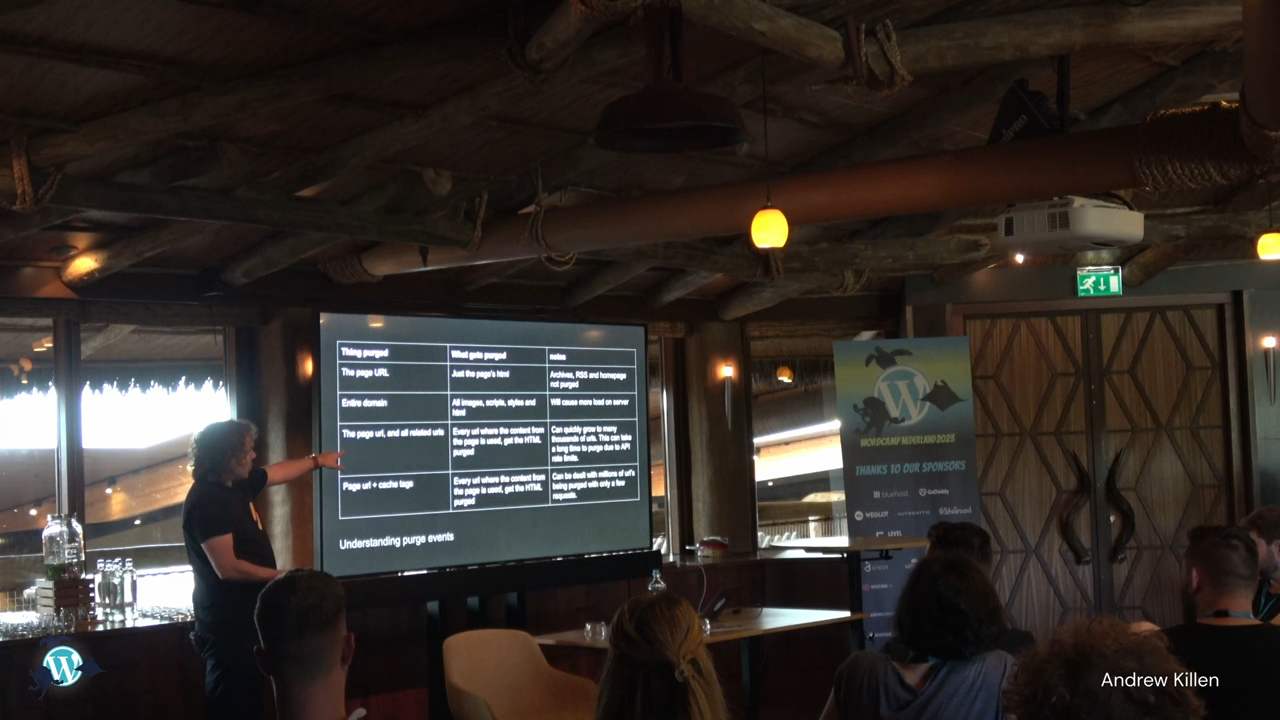 Thing purged
What gets purged
notes
The page URL
Just the page's html
Archives, RSS and homepage
not purged
Entire domain
All images, scripts, styles and
html
Will cause more load on server
The page url, and all related urls
Every url where the content from
the page is used, get the HTML
purged
Can quickly grow to many
thousands of urls. This can take
a long time to purge due to API
rate limits.
Page url + cache tags
Every url where the content from
the page is used, get the HTML
purged
Can be dealt with millions of url's
being purged with only a few
requests.
Understanding purge events
WORDCAMP NEDERLAND 2023
THANKS TO OUR SPONSORS
bluehost
GoDaddy
WEGLOT
AUTOMATTIC
SiteGround
LEVEL
Andrew Killen